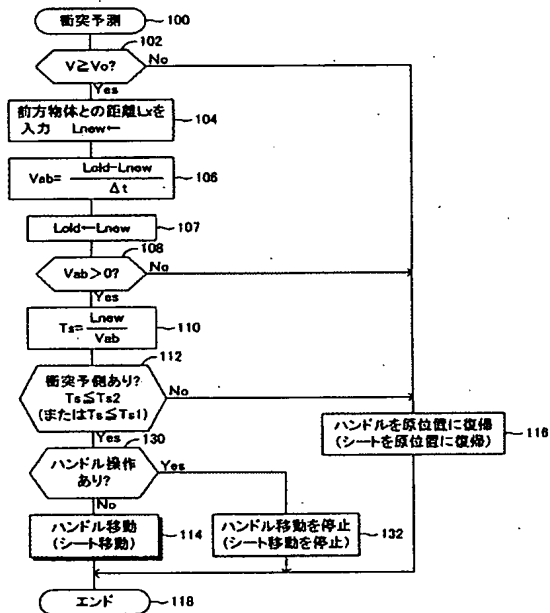 衝突予測
100
102
V≧Vo?
No
Yes
前方物体との距離Lxを
入力 Lnew←
104
Vab= Lold-Lnew
Δt
106
Lold←Lnew
107
108
Vab>0?
No
Yes
Ts= Lnew
Vab
110
112
衝突予測あり?
Ts≦Ts2
(またはTs≦Ts1)
No
Yes
ハンドルを原位置に復帰
(シートを原位置に復帰)
116
130
ハンドル操作
あり?
Yes
No
ハンドル移動
(シート移動)
114
ハンドル移動を停止
(シート移動を停止)
132
エンド
118